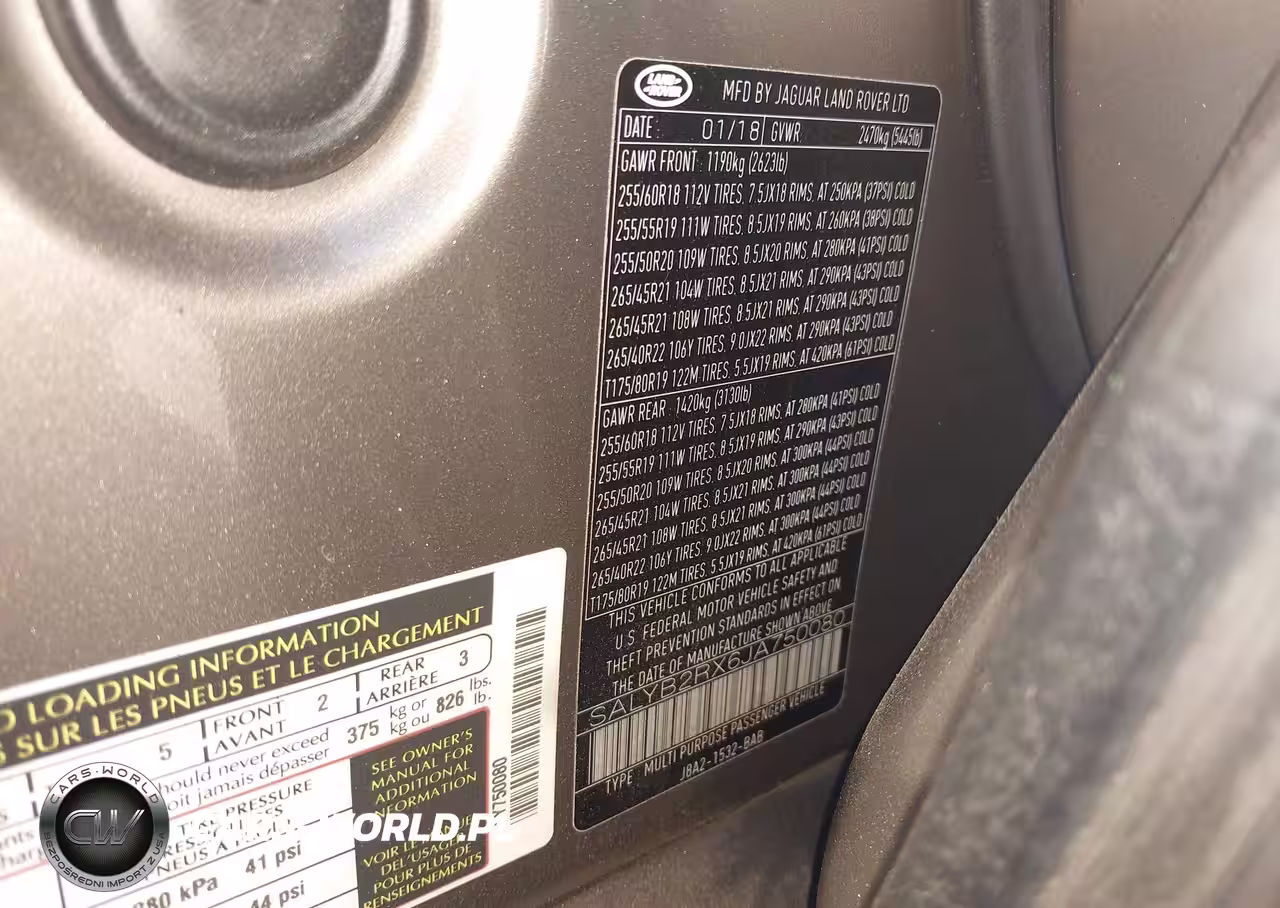 LAND ROVER
MFD BY JAGUAR LAND ROVER LTD
DATE : 01/18 GVWR: 2470kg (5445lb)
GAWR FRONT : 1190kg (2623lb)
255/60R18 112V TIRES, 7.5JX18 RIMS, AT 250KPA (37PSI) COLD
255/55R19 111W TIRES, 8.5JX19 RIMS, AT 260KPA (38PSI) COLD
255/50R20 109W TIRES, 8.5JX20 RIMS, AT 280KPA (41PSI) COLD
265/45R21 104W TIRES, 8.5JX21 RIMS, AT 290KPA (43PSI) COLD
265/45R21 108W TIRES, 8.5JX21 RIMS, AT 290KPA (43PSI) COLD
265/40R22 106Y TIRES, 9.0JX22 RIMS, AT 290KPA (43PSI) COLD
T175/80R19 122M TIRES, 5.5JX19 RIMS, AT 420KPA (61PSI) COLD
GAWR REAR : 1420kg (3130lb)
255/60R18 112V TIRES, 7.5JX18 RIMS, AT 280KPA (41PSI) COLD
255/55R19 111W TIRES, 8.5JX19 RIMS, AT 290KPA (43PSI) COLD
255/50R20 109W TIRES, 8.5JX20 RIMS, AT 300KPA (44PSI) COLD
265/45R21 104W TIRES, 8.5JX21 RIMS, AT 300KPA (44PSI) COLD
265/45R21 108W TIRES, 8.5JX21 RIMS, AT 300KPA (44PSI) COLD
265/40R22 106Y TIRES, 9.0JX22 RIMS, AT 300KPA (44PSI) COLD
T175/80R19 122M TIRES, 5.5JX19 RIMS, AT 420KPA (61PSI) COLD
THIS VEHICLE CONFORMS TO ALL APPLICABLE
U.S. FEDERAL MOTOR VEHICLE SAFETY AND
THEFT PREVENTION STANDARDS IN EFFECT ON
THE DATE OF MANUFACTURE SHOWN ABOVE
SALYB2RX6JA750080
TYPE : MULTI PURPOSE PASSENGER VEHICLE
J8A2-1532-BAB
LOADING INFORMATION
SUR LES PNEUS ET LE CHARGEMENT
5 FRONT AVANT 2 REAR ARRIÈRE 3
should never exceed
doit jamais dépasser
375 kg or kg ou 826 lbs. lb.
PRESSURE
PNEUS À
280 kPa 41 psi
44 psi
SEE OWNER'S
MANUAL FOR
ADDITIONAL
INFORMATION
DE L'USAGER
POUR PLUS DE
RENSEIGNEMENTS
CARS-WORLD
CW
BEZPOŚREDNI IMPORT Z USA